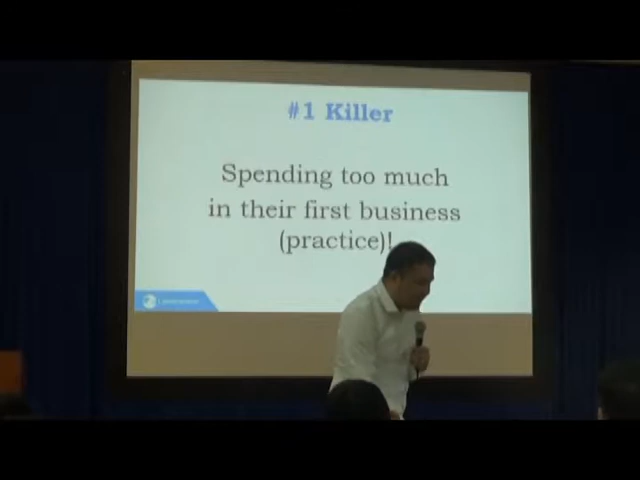 #1 Killer
Spending too much
in their first business
(practice)!